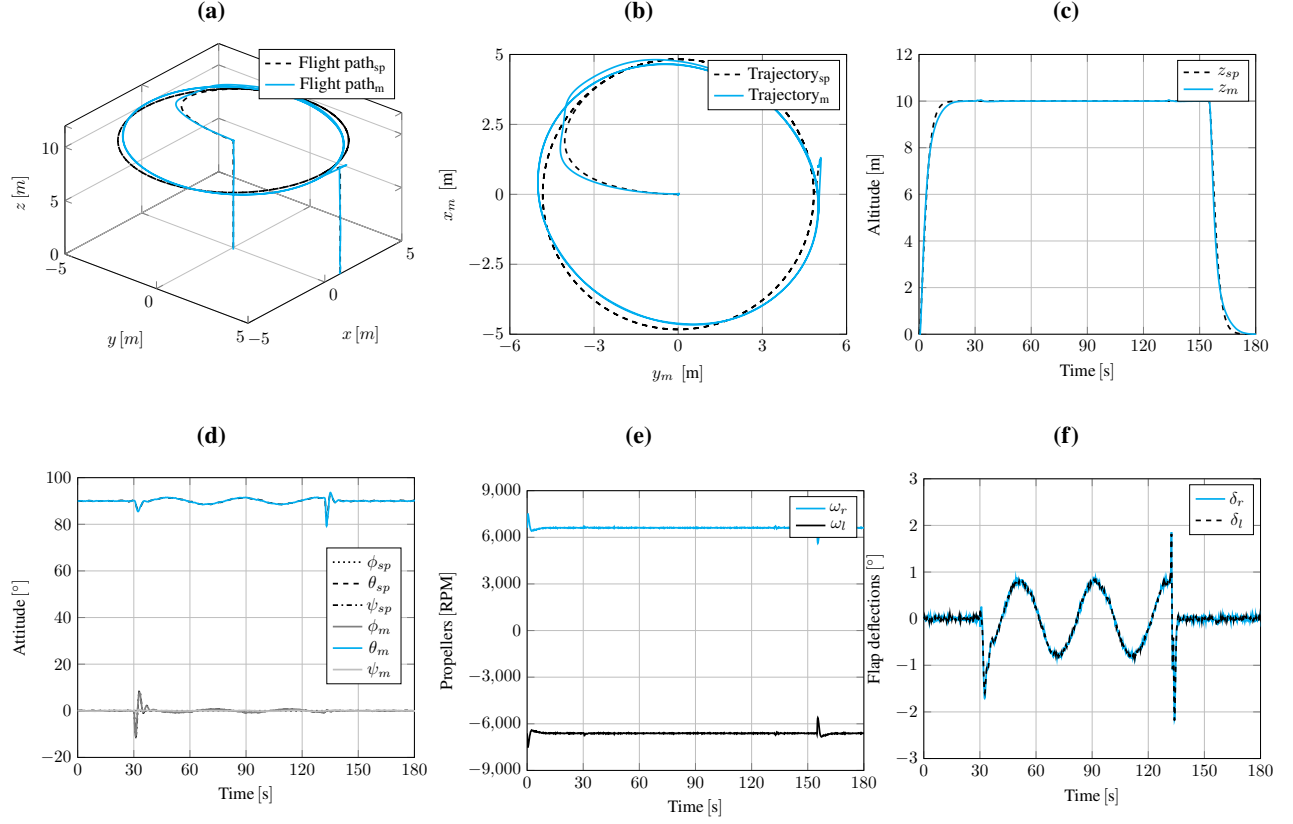 (a)
Flight path_sp
Flight path_m
z [m]
10
5
0
−5
0
5
y [m]
−5
0
5
x [m]
(b)
Trajectory_sp
Trajectory_m
x_m [m]
5
2.5
0
−2.5
−5
−6
−3
0
3
6
y_m [m]
(c)
z_sp
z_m
Altitude [m]
12
10
8
6
4
2
0
0
30
60
90
120
150
180
Time [s]
(d)
Attitude [°]
100
80
60
40
20
0
−20
ϕ_sp
θ_sp
ψ_sp
ϕ_m
θ_m
ψ_m
0
30
60
90
120
150
180
Time [s]
(e)
Propellers [RPM]
9,000
6,000
3,000
0
−3,000
−6,000
−9,000
ω_r
ω_l
0
30
60
90
120
150
180
Time [s]
(f)
Flap deflections [°]
3
2
1
0
−1
−2
−3
δ_r
δ_l
0
30
60
90
120
150
180
Time [s]